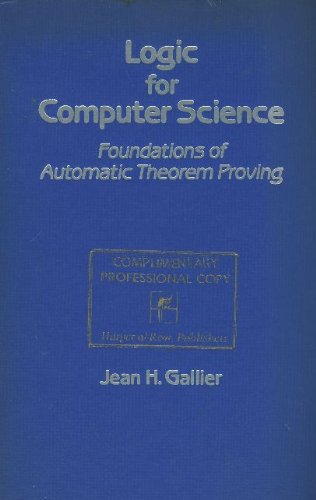 Logic
for
Computer Science
Foundations of
Automatic Theorem Proving
COMPLIMENTARY
PROFESSIONAL COPY
Harper & Row, Publishers
Jean H. Gallier